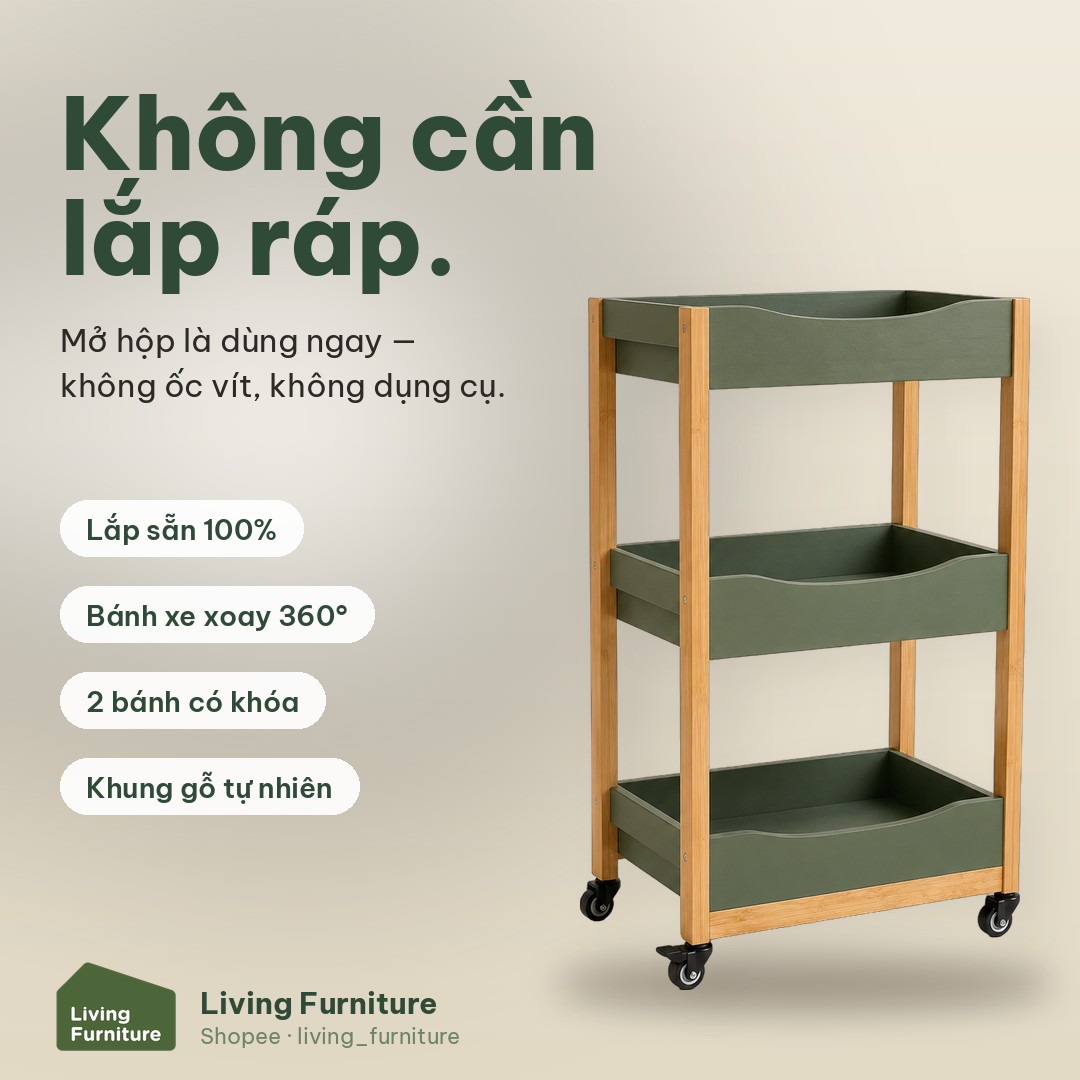 Không cần
lắp ráp.
Mở hộp là dùng ngay —
không ốc vít, không dụng cụ.
Lắp sẵn 100%
Bánh xe xoay 360°
2 bánh có khóa
Khung gỗ tự nhiên
Living
Furniture
Living Furniture
Shopee · living_furniture